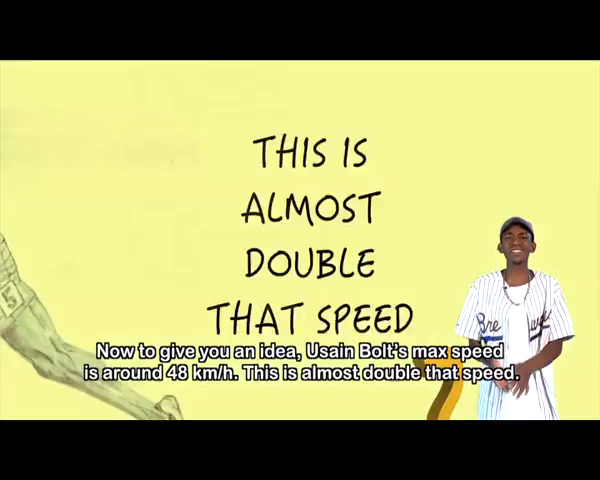 THIS IS
ALMOST
DOUBLE
THAT SPEED
Now to give you an idea, Usain Bolt's max speed
is around 48 km/h. This is almost double that speed.